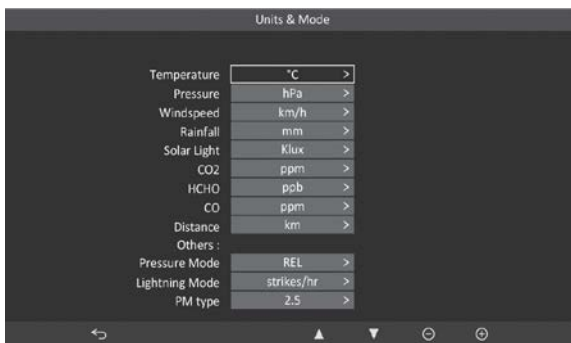 Units & Mode
Temperature °C >
Pressure hPa >
Windspeed km/h >
Rainfall mm >
Solar Light Klux >
CO2 ppm >
HCHO ppb >
CO ppm >
Distance km >
Others :
Pressure Mode REL >
Lightning Mode strikes/hr >
PM type 2.5 >